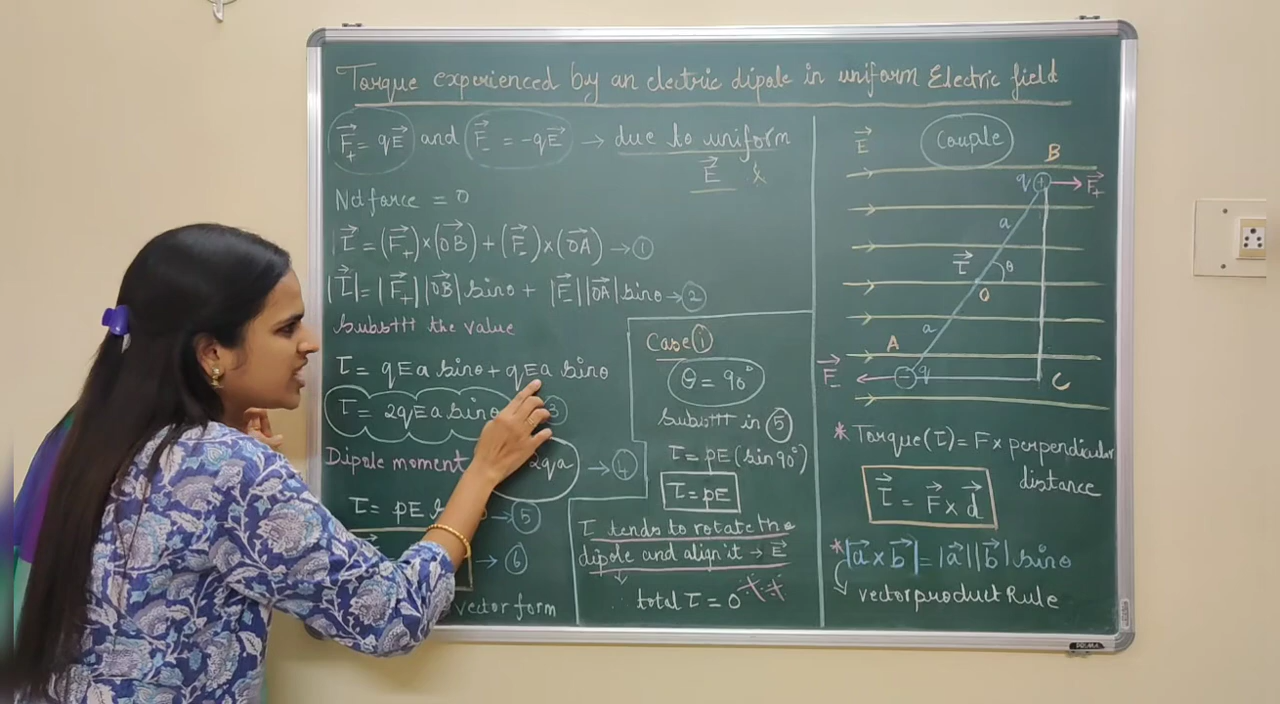 Torque experienced by an electric dipole in uniform Electric field
F⃗₊ = qE⃗ and F⃗₋ = -qE⃗ → due to uniform
E⃗ &
Net force = 0
τ⃗ = (F⃗₊)×(OB⃗) + (F⃗₋)×(OA⃗) → ①
|τ⃗| = |F⃗₊| |OB⃗| sinθ + |F⃗₋| |OA⃗| sinθ → ②
Substttt the value
τ = qEa sinθ + qEa sinθ
τ = 2qEa sinθ 3
Dipole moment 2qa → ④
τ = pE → ⑤
→ ⑥
vector form
Case ①
θ = 90°
Substttt in ⑤
τ = pE (sin 90°)
τ = pE
τ tends to rotate the
dipole and align it → E⃗
∴ total τ = 0
E⃗ Couple
B
q + F⃗₊
a
τ⃗ θ
O
a
A
F⃗₋ − q C
* Torque (τ) = F × perpendicular
distance
τ⃗ = F⃗ × d⃗
* |a⃗ × b⃗| = |a⃗| |b⃗| sinθ
vector product Rule